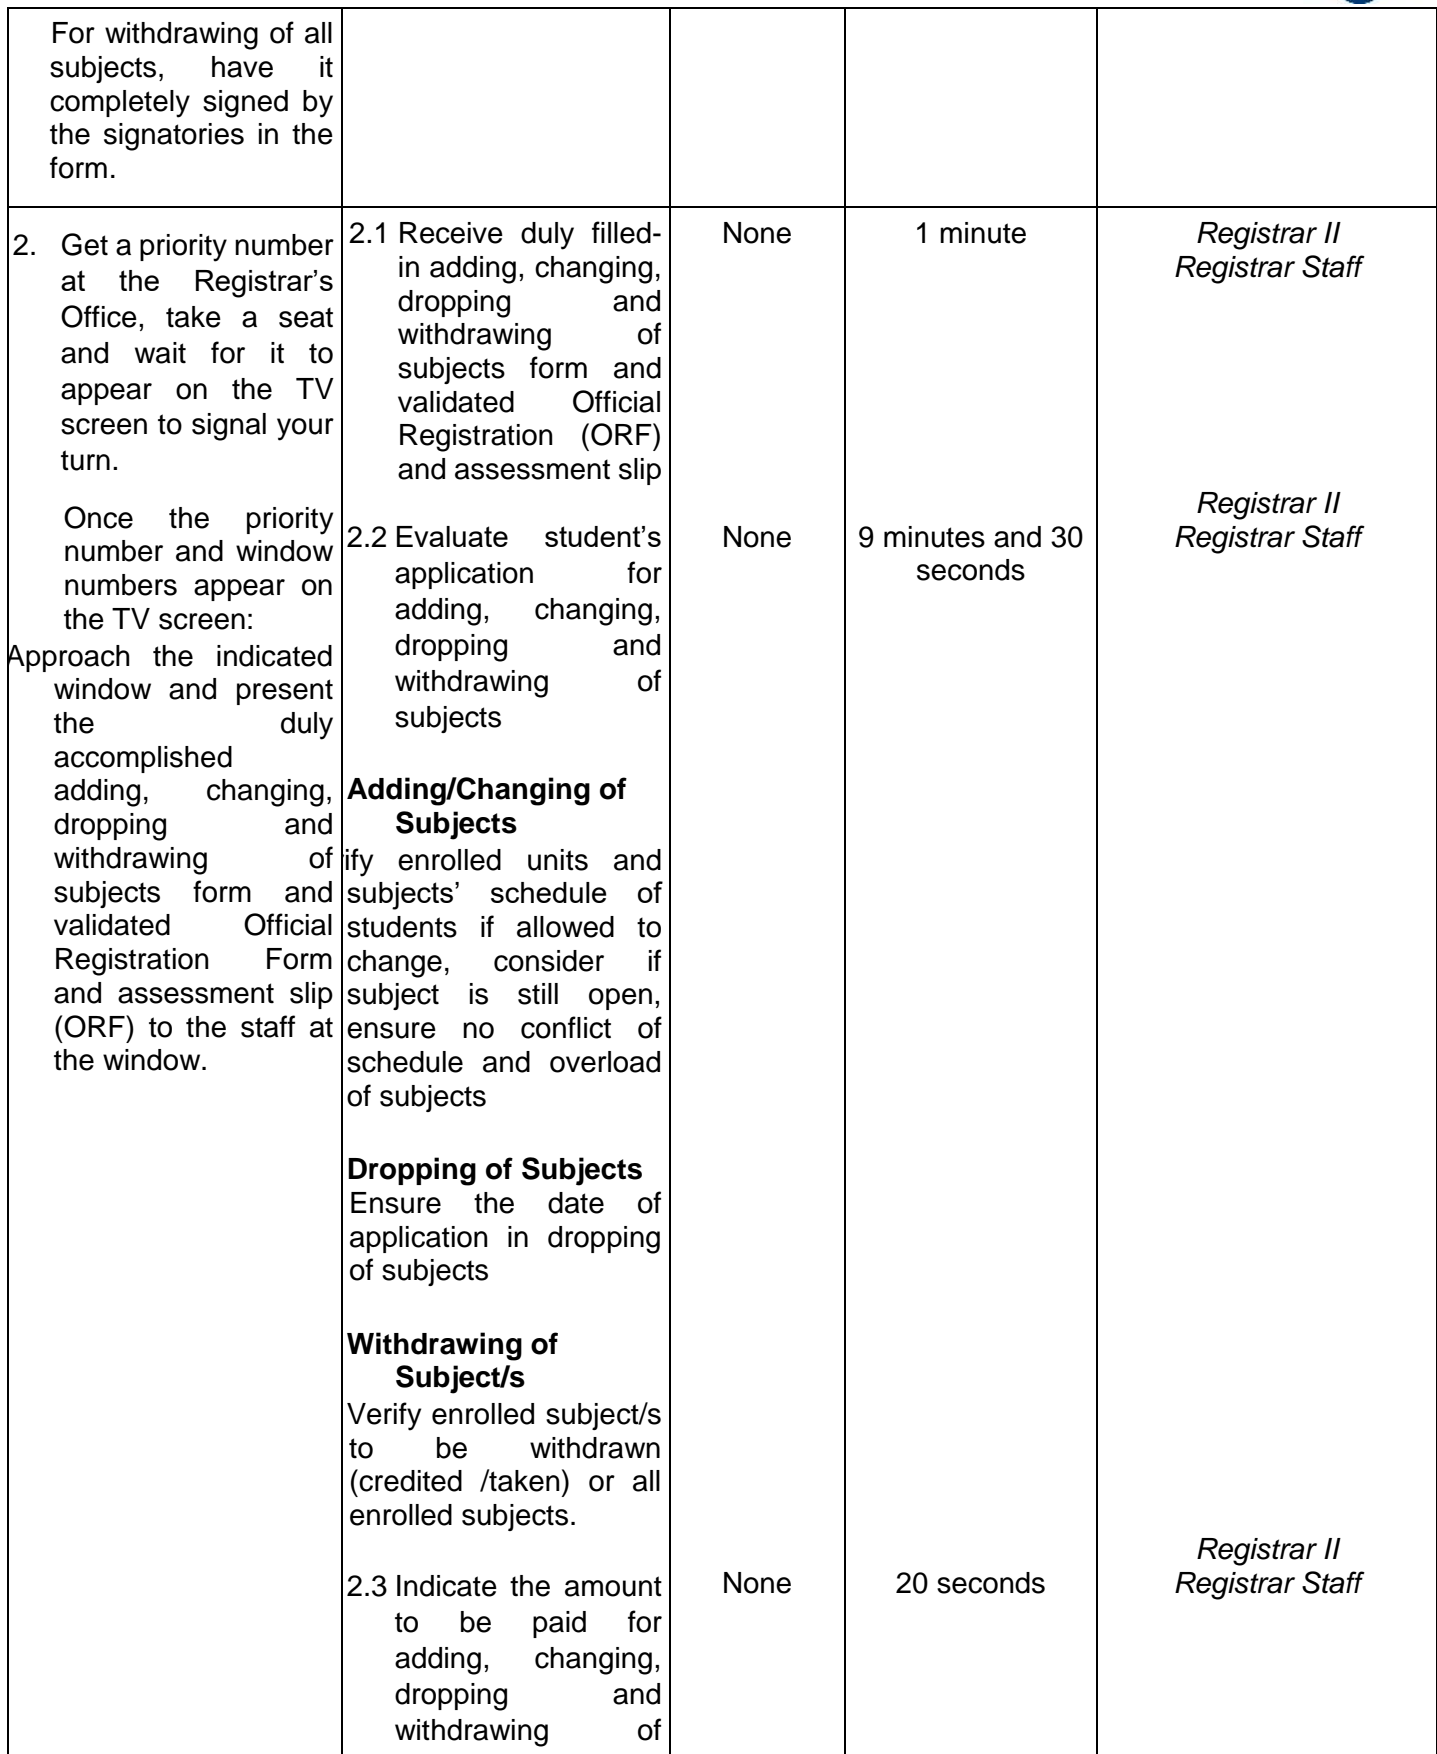 For withdrawing of all
subjects, have it
completely signed by
the signatories in the
form.
2. Get a priority number
at the Registrar's
Office, take a seat
and wait for it to
appear on the TV
screen to signal your
turn.
Once the priority
number and window
numbers appear on
the TV screen:
Approach the indicated
window and present
the duly
accomplished
adding, changing,
dropping and
withdrawing of
subjects form and
validated Official
Registration Form
and assessment slip
(ORF) to the staff at
the window.
2.1 Receive duly filled-
in adding, changing,
dropping and
withdrawing of
subjects form and
validated Official
Registration (ORF)
and assessment slip
None
1 minute
Registrar II
Registrar Staff
2.2 Evaluate student's
application for
adding, changing,
dropping and
withdrawing of
subjects
None
9 minutes and 30
seconds
Registrar II
Registrar Staff
Adding/Changing of
Subjects
ify enrolled units and
subjects' schedule of
students if allowed to
change, consider if
subject is still open,
ensure no conflict of
schedule and overload
of subjects
Dropping of Subjects
Ensure the date of
application in dropping
of subjects
Withdrawing of
Subject/s
Verify enrolled subject/s
to be withdrawn
(credited /taken) or all
enrolled subjects.
2.3 Indicate the amount
to be paid for
adding, changing,
dropping and
withdrawing of
None
20 seconds
Registrar II
Registrar Staff